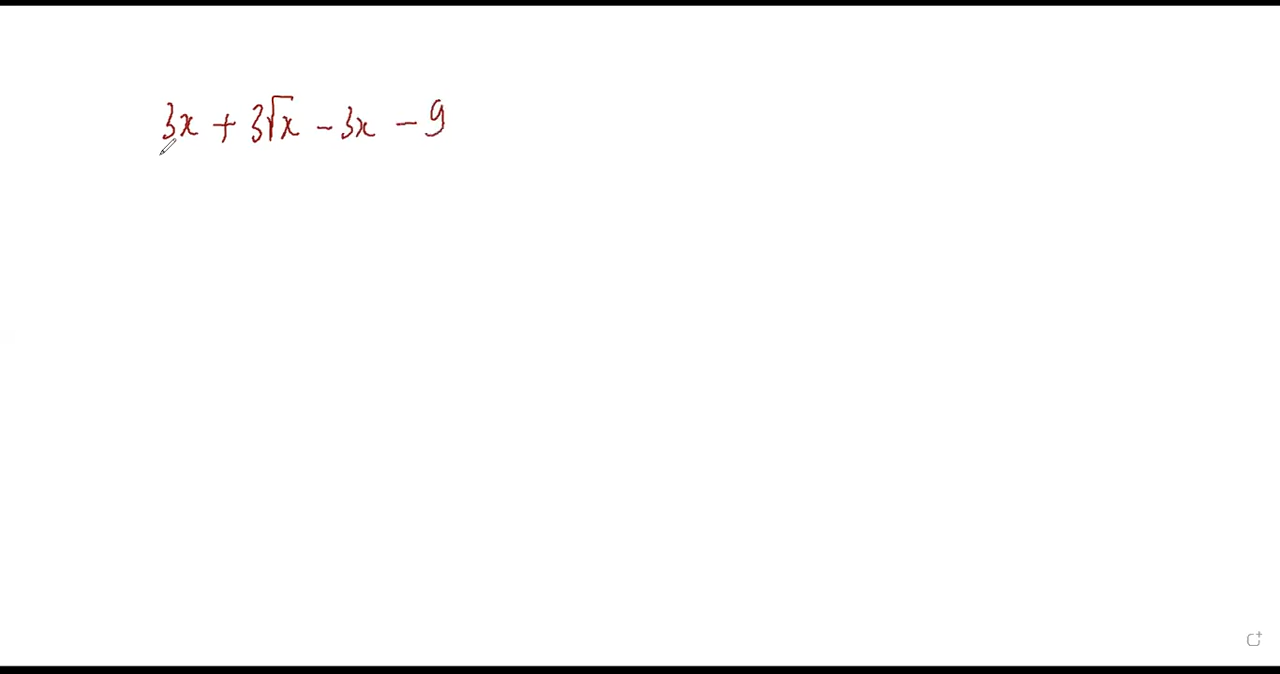 3x + 3√x - 3x - 9